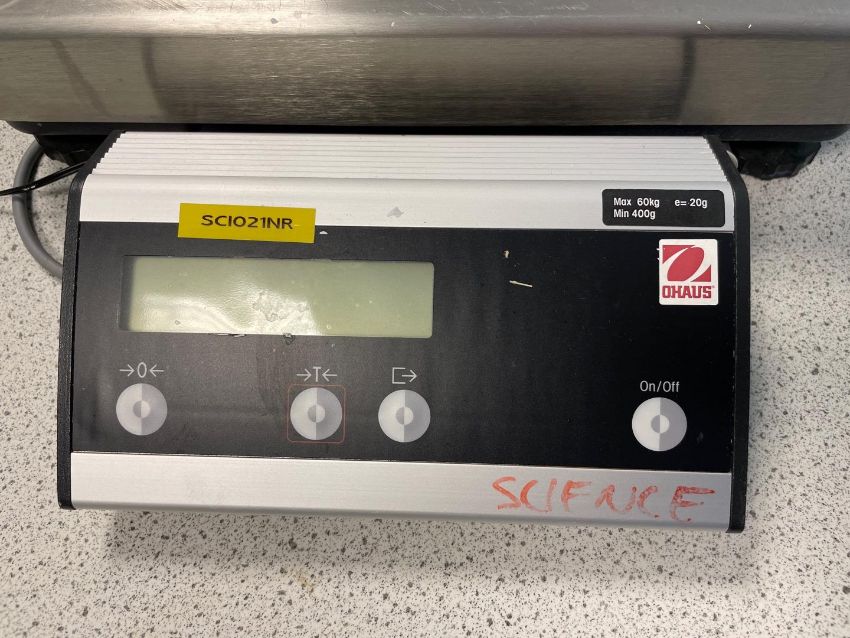 Max 60kg e= 20g
Min 400g
SCI021NR
OHAUS
→0←
→T←
On/Off
SCIENCE